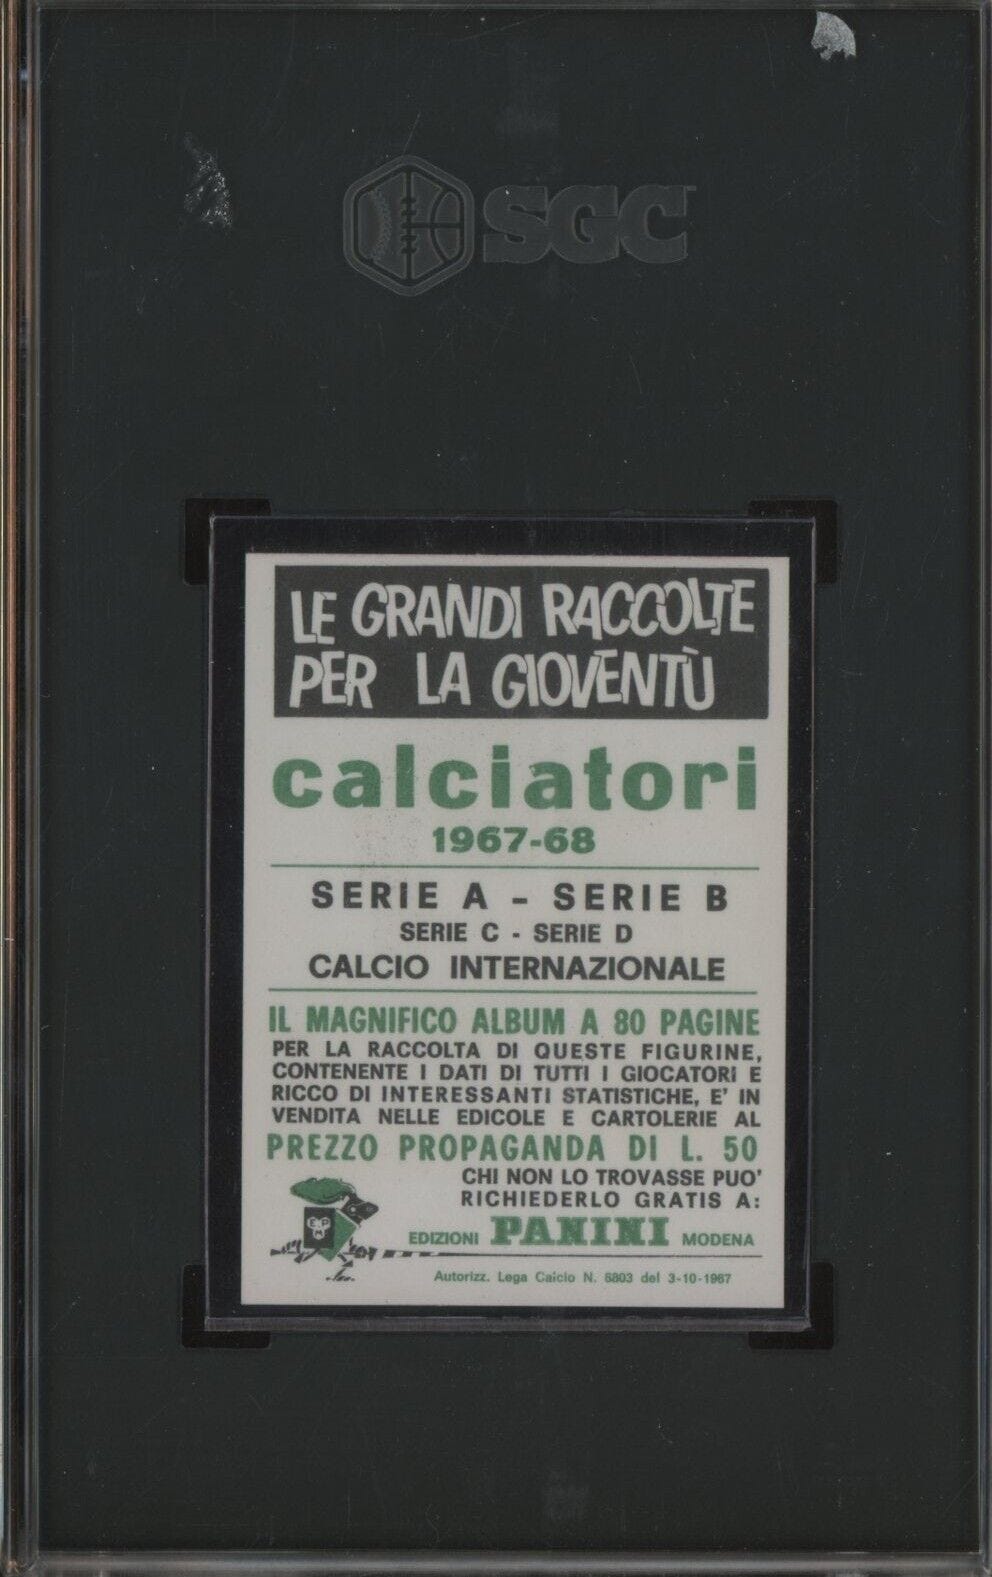 SGC
LE GRANDI RACCOLTE
PER LA GIOVENTÙ
calciatori
1967-68
SERIE A - SERIE B
SERIE C - SERIE D
CALCIO INTERNAZIONALE
IL MAGNIFICO ALBUM A 80 PAGINE
PER LA RACCOLTA DI QUESTE FIGURINE,
CONTENENTE I DATI DI TUTTI I GIOCATORI E
RICCO DI INTERESSANTI STATISTICHE, E' IN
VENDITA NELLE EDICOLE E CARTOLERIE AL
PREZZO PROPAGANDA DI L. 50
CHI NON LO TROVASSE PUO'
RICHIEDERLO GRATIS A:
EPM
EDIZIONI PANINI MODENA
Autorizz. Lega Calcio N. 6803 del 3-10-1967